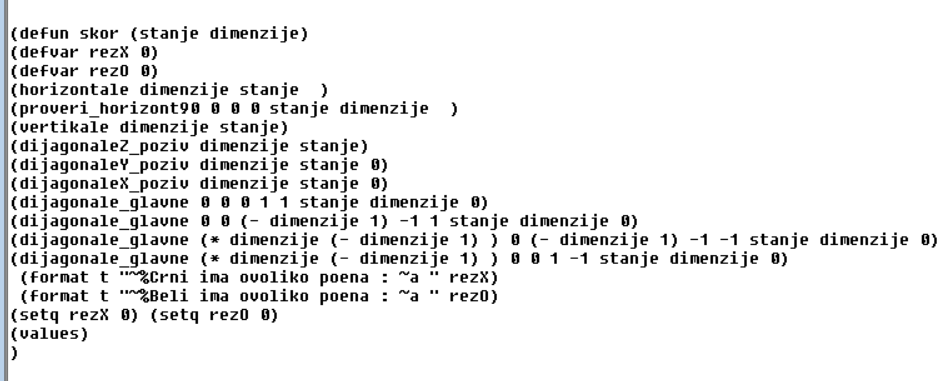 (defun skor (stanje dimenzije)
(defvar rezX 0)
(defvar rezO 0)
(horizontale dimenzije stanje  )
(proveri_horizont90 0 0 0 stanje dimenzije  )
(vertikale dimenzije stanje)
(dijagonaleZ_poziv dimenzije stanje)
(dijagonaleY_poziv dimenzije stanje 0)
(dijagonaleX_poziv dimenzije stanje 0)
(dijagonale_glavne 0 0 0 1 1 stanje dimenzije 0)
(dijagonale_glavne 0 0 (- dimenzije 1) -1 1 stanje dimenzije 0)
(dijagonale_glavne (* dimenzije (- dimenzije 1) ) 0 (- dimenzije 1) -1 -1 stanje dimenzije 0)
(dijagonale_glavne (* dimenzije (- dimenzije 1) ) 0 0 1 -1 stanje dimenzije 0)
 (format t "~%Crni ima ovoliko poena : ~a " rezX)
 (format t "~%Beli ima ovoliko poena : ~a " rezO)
(setq rezX 0) (setq rezO 0)
(values)
)